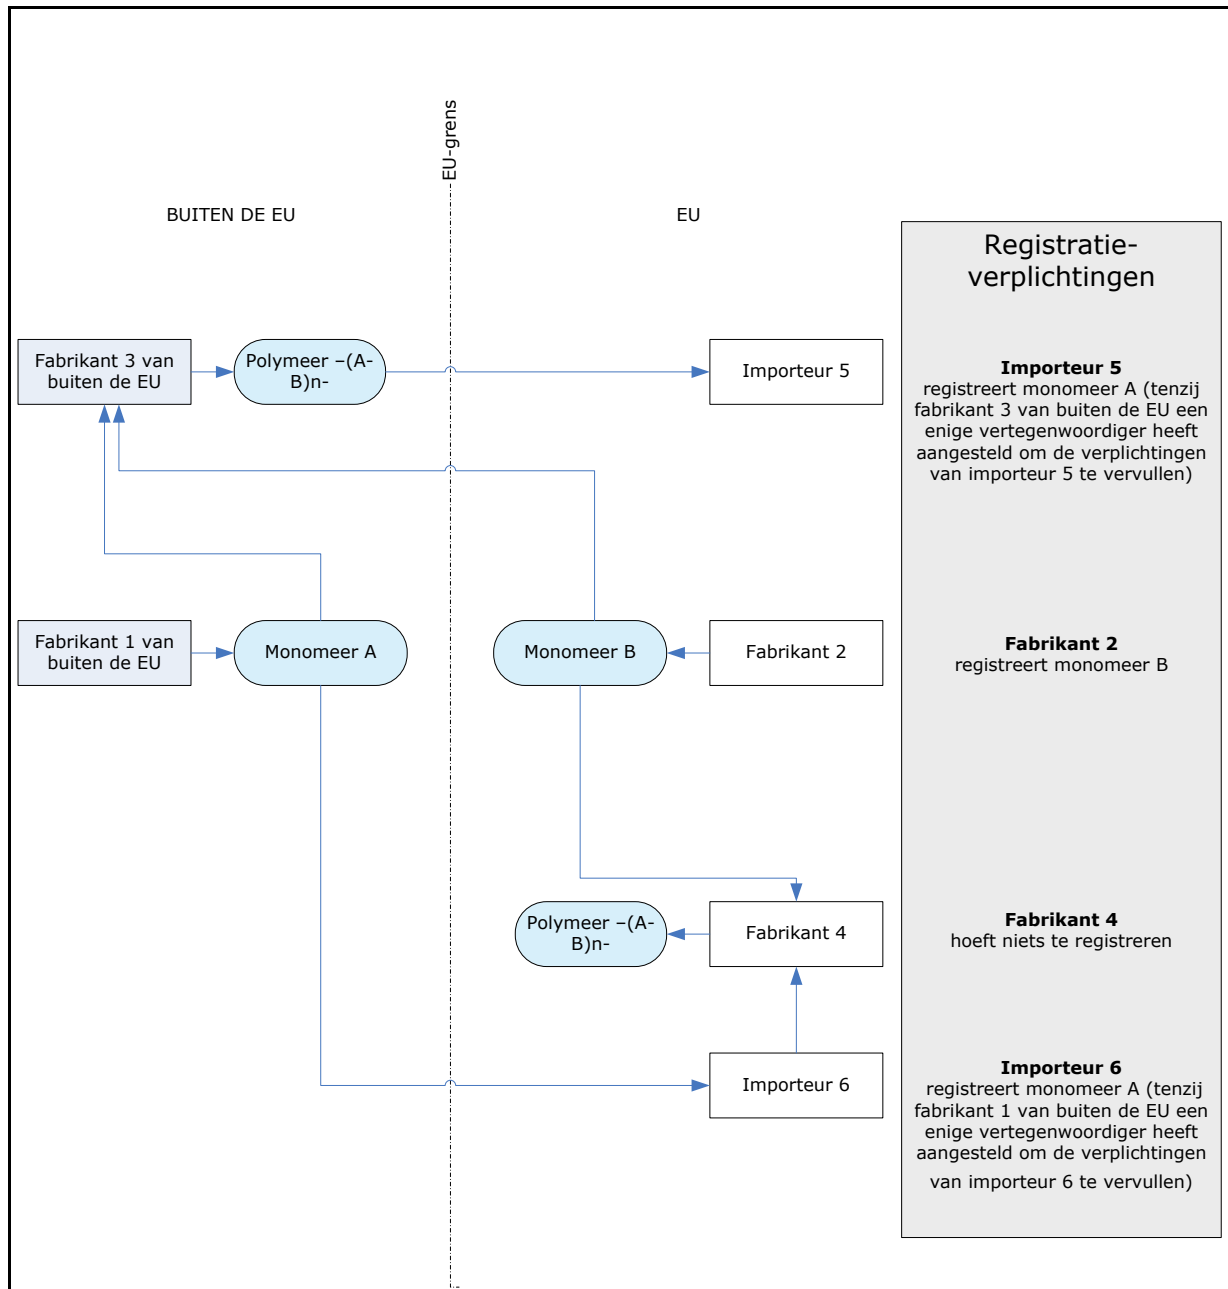 EU-grens
BUITEN DE EU
EU
Registratie-
verplichtingen
Fabrikant 3 van
buiten de EU
Polymeer –(A-
B)n-
Importeur 5
Importeur 5
registreert monomeer A (tenzij
fabrikant 3 van buiten de EU een
enige vertegenwoordiger heeft
aangesteld om de verplichtingen
van importeur 5 te vervullen)
Fabrikant 1 van
buiten de EU
Monomeer A
Monomeer B
Fabrikant 2
Fabrikant 2
registreert monomeer B
Polymeer –(A-
B)n-
Fabrikant 4
Fabrikant 4
hoeft niets te registreren
Importeur 6
Importeur 6
registreert monomeer A (tenzij
fabrikant 1 van buiten de EU een
enige vertegenwoordiger heeft
aangesteld om de verplichtingen
van importeur 6 te vervullen)